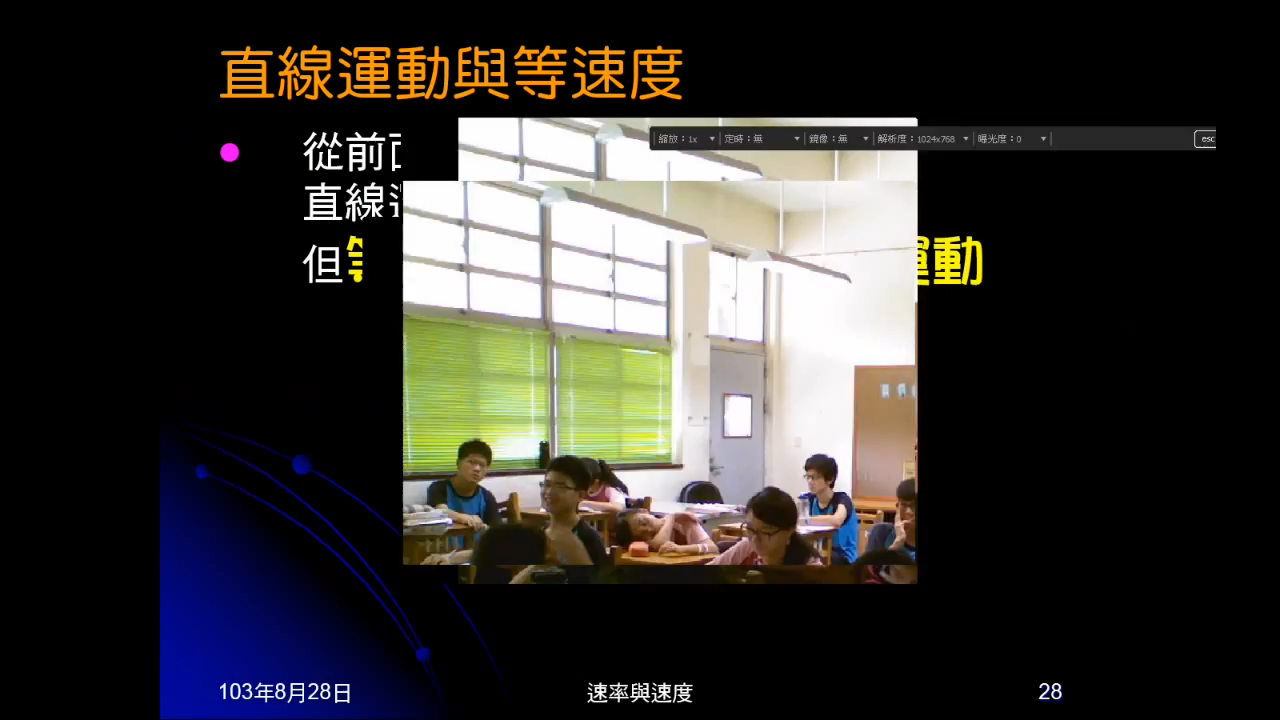 直線運動與等速度
縮放：1x 定時：無 鏡像：無 解析度：1024x768 曝光度：0 esc
從前
直線
但
運動
103年8月28日 速率與速度 28